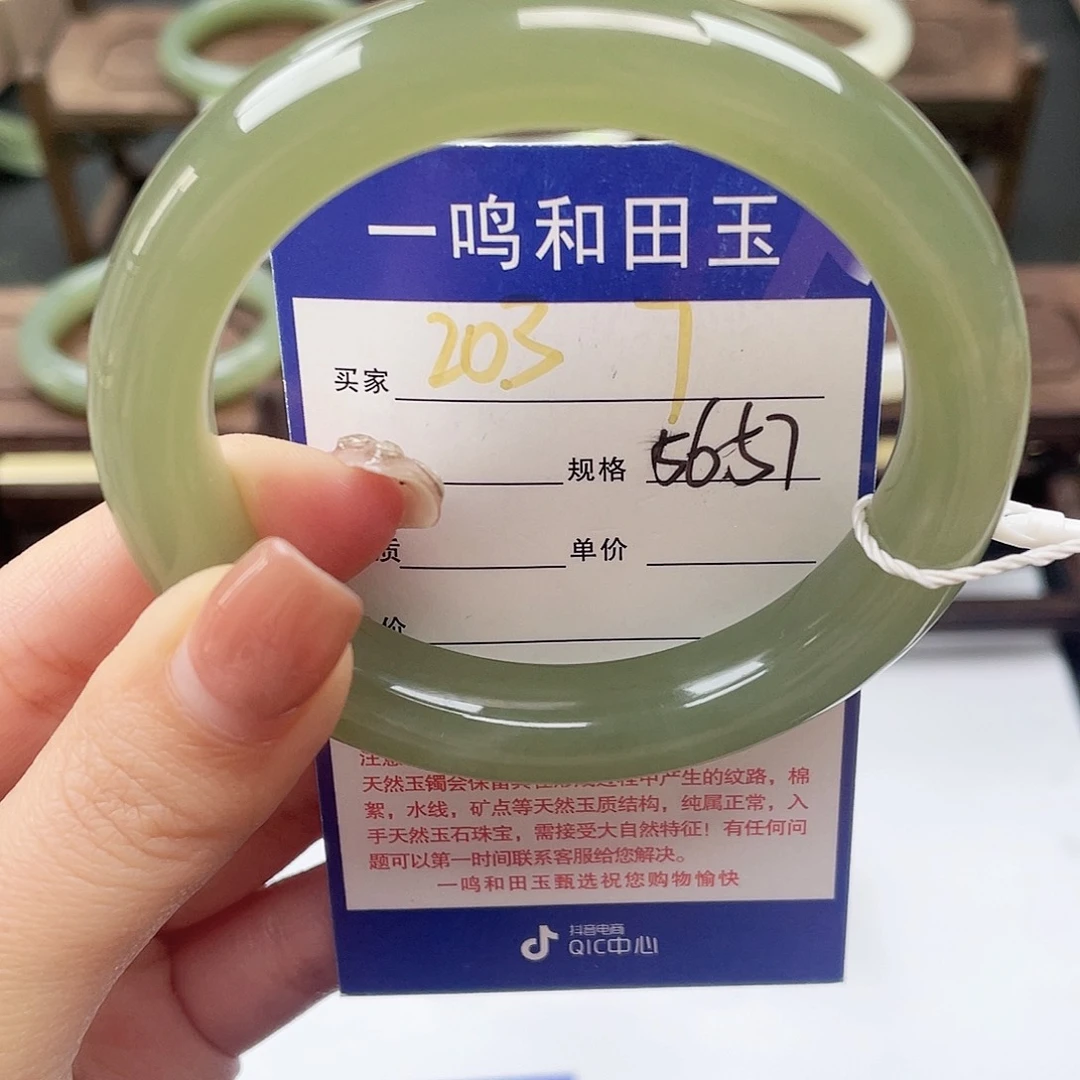 一鸣和田玉
买家 203 7
规格 56.57
质 单价
价
天然玉镯会保留其在形成过程中产生的纹路，棉
絮，水线，矿点等天然玉质结构，纯属正常，入
手天然玉石珠宝，需接受大自然特征！有任何问
题可以第一时间联系客服给您解决。
一鸣和田玉甄选祝您购物愉快
抖音电商
QIC中心